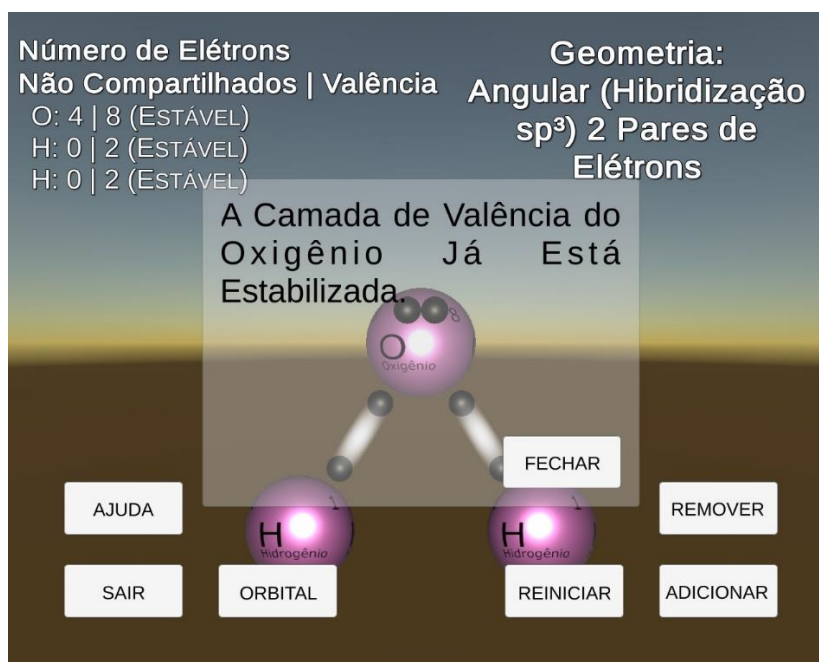 Número de Elétrons
Não Compartilhados | Valência
O: 4 | 8 (ESTÁVEL)
H: 0 | 2 (ESTÁVEL)
H: 0 | 2 (ESTÁVEL)
Geometria:
Angular (Hibridização
sp³) 2 Pares de
Elétrons
A Camada de Valência do
Oxigênio Já Está
Estabilizada.
8
O
Oxigênio
FECHAR
AJUDA
1
H
Hidrogênio
1
H
Hidrogênio
REMOVER
SAIR
ORBITAL
REINICIAR
ADICIONAR